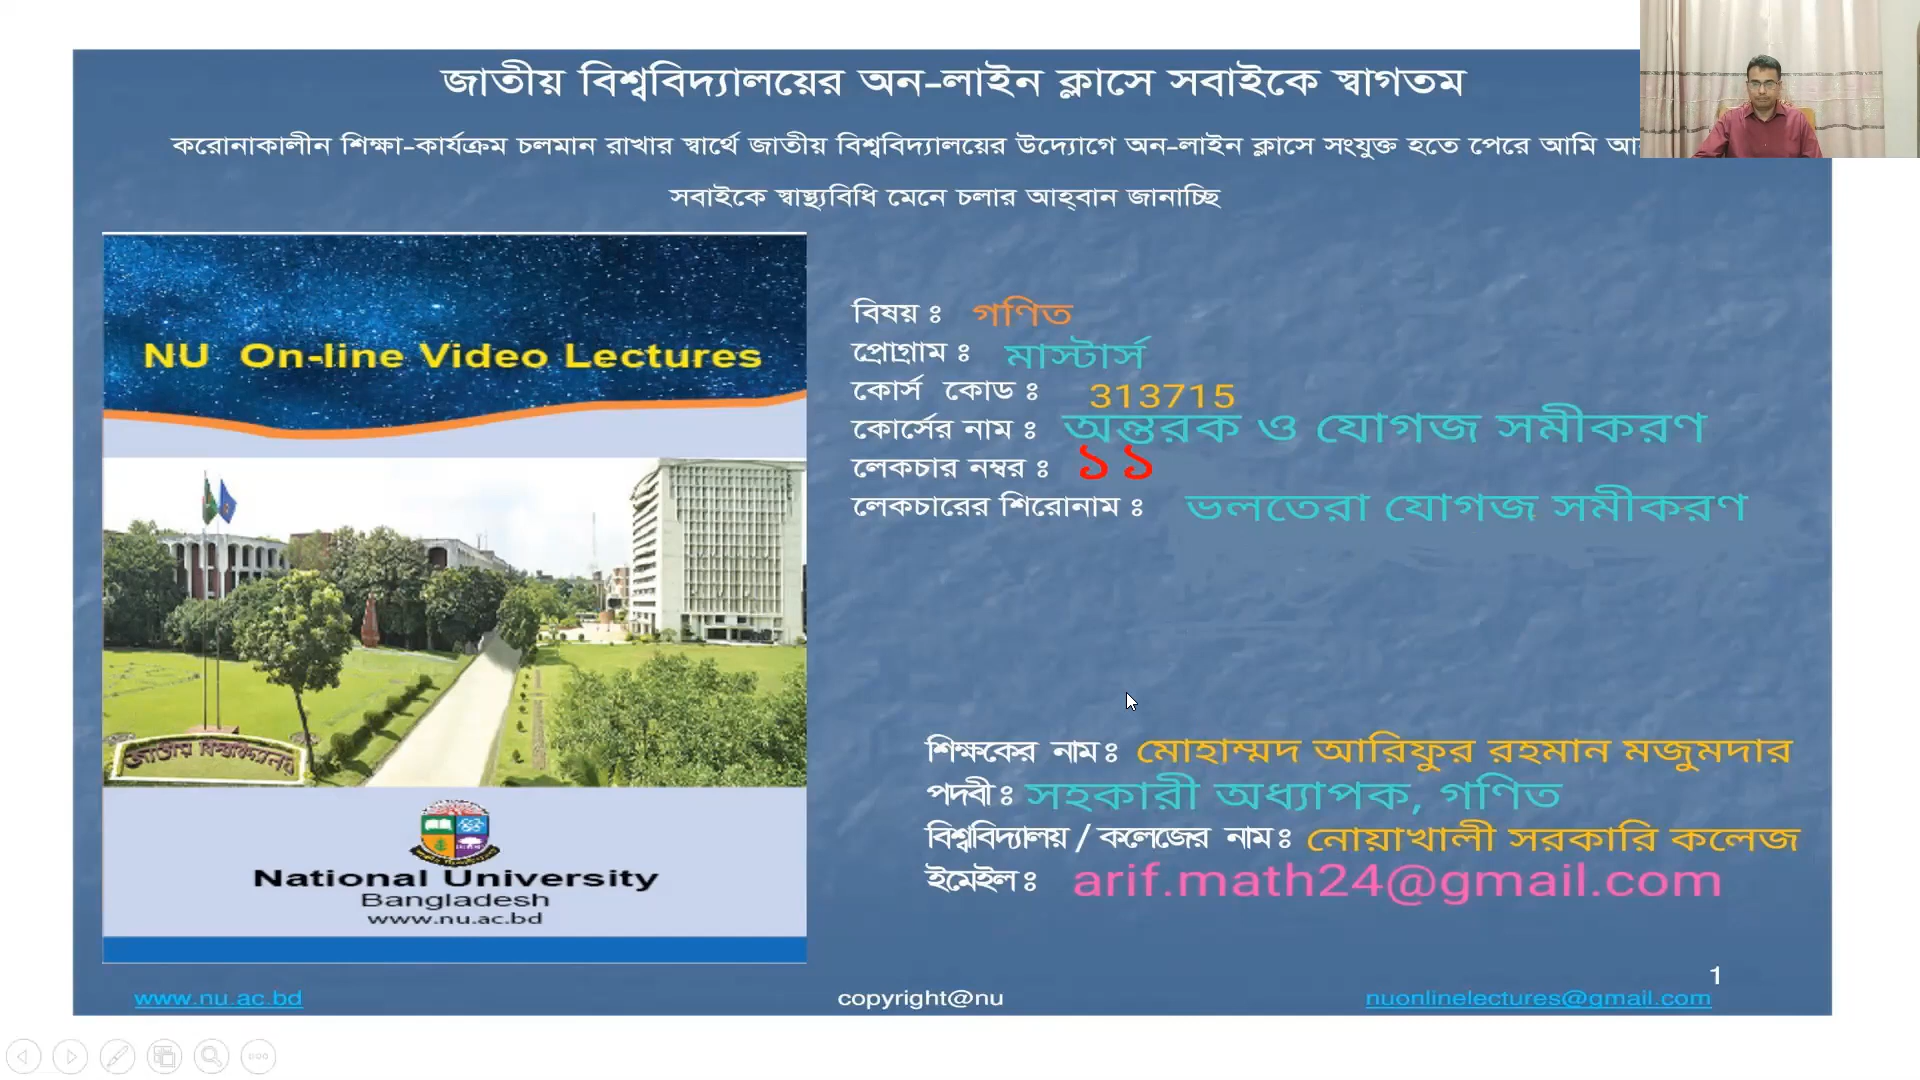 জাতীয় বিশ্ববিদ্যালয়ের অন-লাইন ক্লাসে সবাইকে স্বাগতম
করোনাকালীন শিক্ষা-কার্যক্রম চলমান রাখার স্বার্থে জাতীয় বিশ্ববিদ্যালয়ের উদ্যোগে অন-লাইন ক্লাসে সংযুক্ত হতে পেরে আমি
সবাইকে স্বাস্থ্যবিধি মেনে চলার আহ্বান জানাচ্ছি
NU On-line Video Lectures
জাতীয় বিশ্ববিদ্যালয়
National University
Bangladesh
www.nu.ac.bd
বিষয় ঃ গণিত
প্রোগ্রাম ঃ মাস্টার্স
কোর্স কোড ঃ 313715
কোর্সের নাম ঃ অন্তরক ও যোগজ সমীকরণ
লেকচার নম্বর ঃ ১১
লেকচারের শিরোনাম ঃ ভলতেরা যোগজ সমীকরণ
শিক্ষকের নাম ঃ মোহাম্মদ আরিফুর রহমান মজুমদার
পদবী ঃ সহকারী অধ্যাপক, গণিত
বিশ্ববিদ্যালয় / কলেজের নাম ঃ নোয়াখালী সরকারি কলেজ
ইমেইল ঃ arif.math24@gmail.com
1
www.nu.ac.bd copyright@nu nuonlinelectures@gmail.com